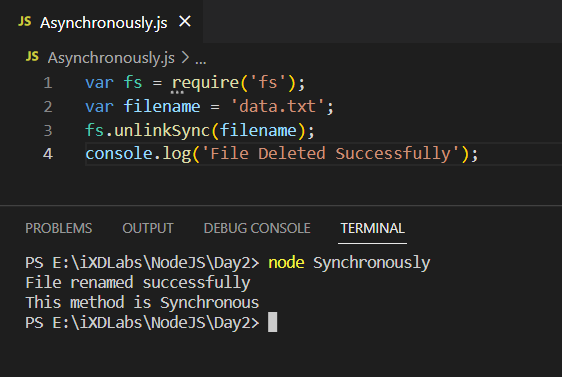 JS Asynchronously.js ×
JS Asynchronously.js > ...
1 var fs = require('fs');
2 var filename = 'data.txt';
3 fs.unlinkSync(filename);
4 console.log('File Deleted Successfully');
PROBLEMS OUTPUT DEBUG CONSOLE TERMINAL
PS E:\iXDLabs\NodeJS\Day2> node Synchronously
File renamed successfully
This method is Synchronous
PS E:\iXDLabs\NodeJS\Day2>